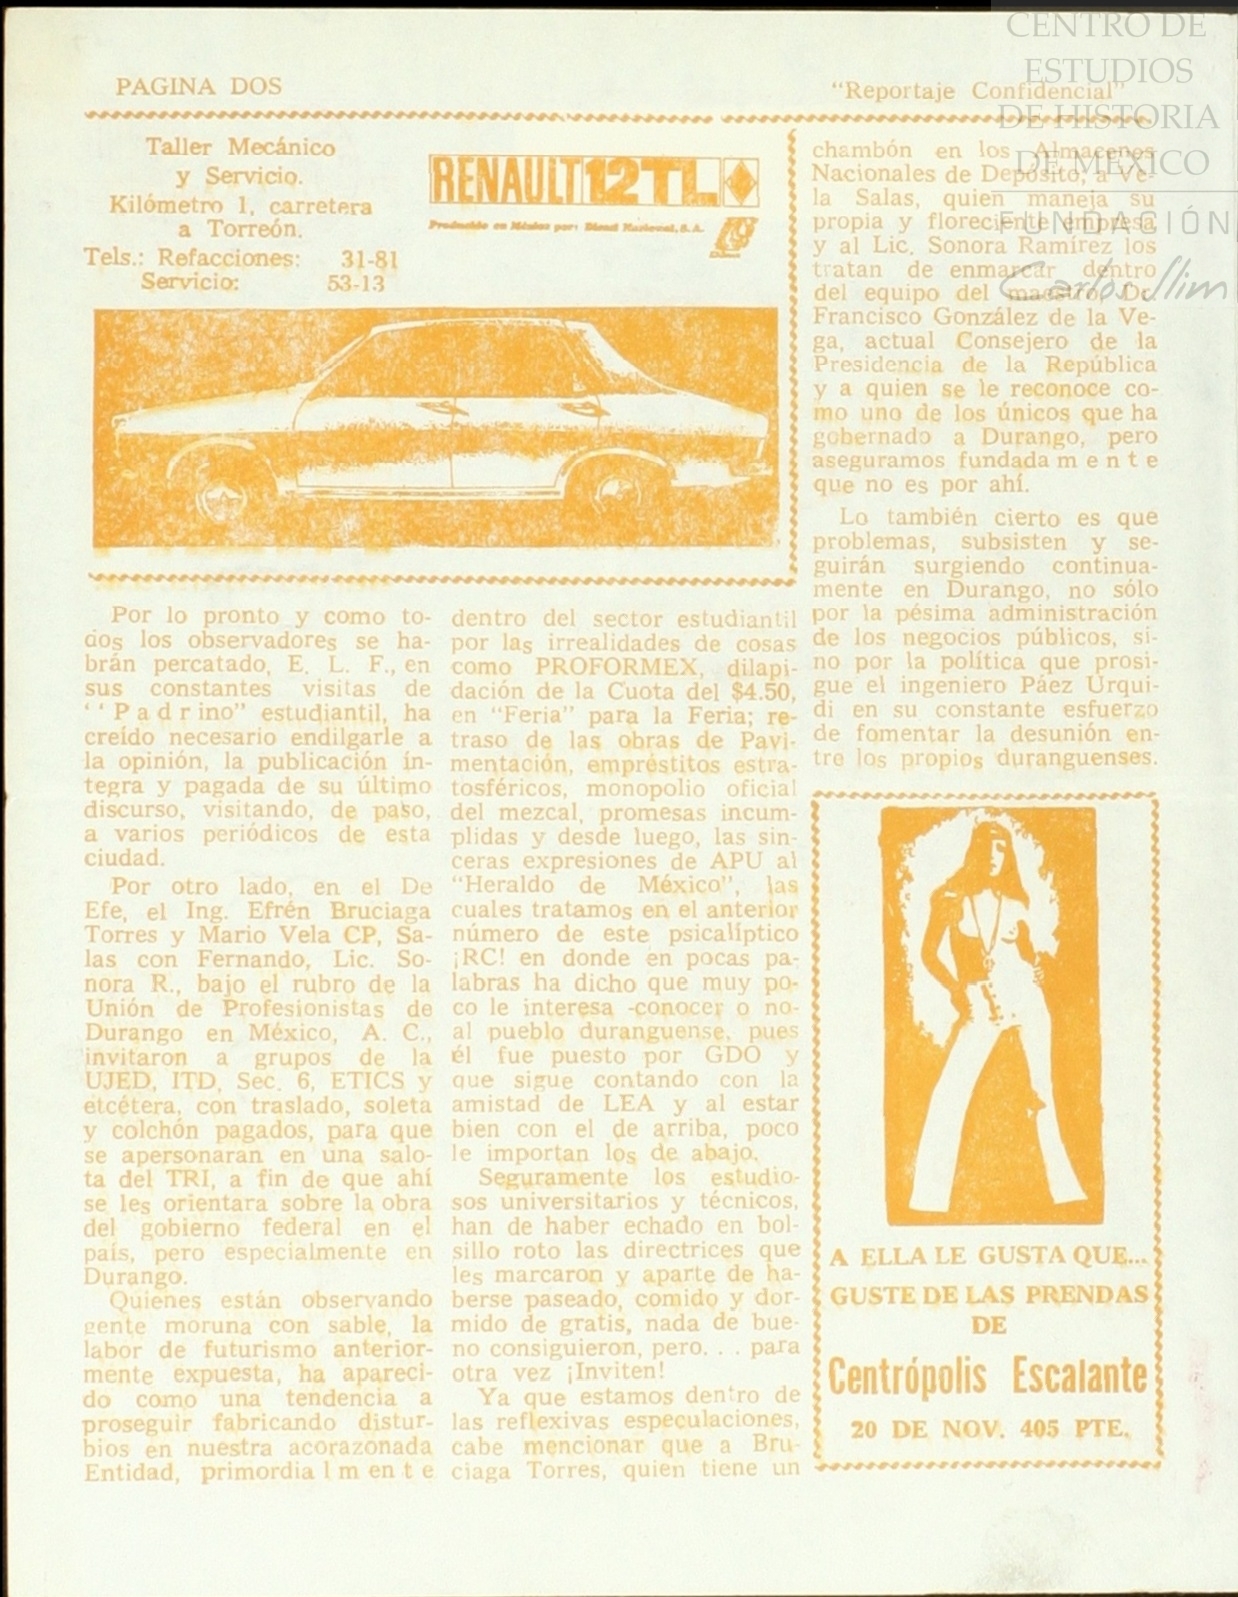 PAGINA DOS
"Reportaje Confidencial"
CENTRO DE
ESTUDIOS
DE HISTORIA
DE MÉXICO
FUNDACIÓN
Carlos Slim
Taller Mecánico
y Servicio.
Kilómetro 1, carretera
a Torreón.
Tels.: Refacciones: 31-81
Servicio: 53-13
RENAULT 12TL
Producido en México por: Diesel Nacional, S.A.
Por lo pronto y como to-
dos los observadores se ha-
brán percatado, E. L. F., en
sus constantes visitas de
‘‘Padrino” estudiantil, ha
creído necesario endilgarle a
la opinión, la publicación ín-
tegra y pagada de su último
discurso, visitando, de paso,
a varios periódicos de esta
ciudad.
Por otro lado, en el De
Efe, el Ing. Efrén Bruciaga
Torres y Mario Vela CP, Sa-
las con Fernando, Lic. So-
nora R., bajo el rubro de la
Unión de Profesionistas de
Durango en México, A. C.,
invitaron a grupos de la
UJED, ITD, Sec. 6, ETICS y
etcétera, con traslado, soleta
y colchón pagados, para que
se apersonaran en una salo-
ta del TRI, a fin de que ahí
se les orientara sobre la obra
del gobierno federal en el
país, pero especialmente en
Durango.
Quienes están observando
gente moruna con sable, la
labor de futurismo anterior-
mente expuesta, ha apareci-
do como una tendencia a
proseguir fabricando distur-
bios en nuestra acorazonada
Entidad, primordialmente
dentro del sector estudiantil
por las irrealidades de cosas
como PROFORMEX, dilapi-
dación de la Cuota del $4.50,
en "Feria" para la Feria; re-
traso de las obras de Pavi-
mentación, empréstitos estra-
tosféricos, monopolio oficial
del mezcal, promesas incum-
plidas y desde luego, las sin-
ceras expresiones de APU al
"Heraldo de México", las
cuales tratamos en el anterior
número de este psicalíptico
¡RC! en donde en pocas pa-
labras ha dicho que muy po-
co le interesa -conocer o no-
al pueblo duranguense, pues
él fue puesto por GDO y
que sigue contando con la
amistad de LEA y al estar
bien con el de arriba, poco
le importan los de abajo.
Seguramente los estudio-
sos universitarios y técnicos,
han de haber echado en bol-
sillo roto las directrices que
les marcaron y aparte de ha-
berse paseado, comido y dor-
mido de gratis, nada de bue-
no consiguieron, pero. . . para
otra vez ¡Inviten!
Ya que estamos dentro de
las reflexivas especulaciones,
cabe mencionar que a Bru-
ciaga Torres, quien tiene un
chambón en los Almacenes
Nacionales de Depósito, a Ve-
la Salas, quien maneja su
propia y floreciente empresa
y al Lic. Sonora Ramírez los
tratan de enmarcar dentro
del equipo del maestro, Dr.
Francisco González de la Ve-
ga, actual Consejero de la
Presidencia de la República
y a quien se le reconoce co-
mo uno de los únicos que ha
gobernado a Durango, pero
aseguramos fundadamente
que no es por ahí.
Lo también cierto es que
problemas, subsisten y se-
guirán surgiendo continua-
mente en Durango, no sólo
por la pésima administración
de los negocios públicos, si-
no por la política que prosi-
gue el ingeniero Páez Urqui-
di en su constante esfuerzo
de fomentar la desunión en-
tre los propios duranguenses.
A ELLA LE GUSTA QUE...
GUSTE DE LAS PRENDAS
DE
Centrópolis Escalante
20 DE NOV. 405 PTE.